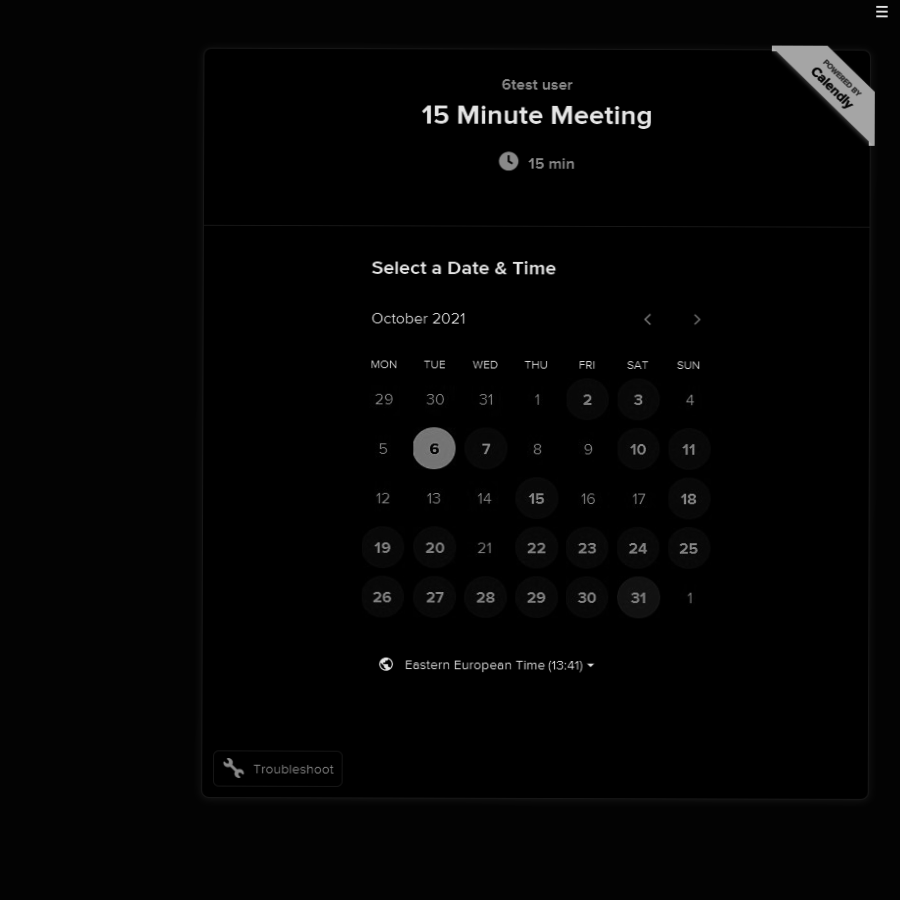 POWERED BY
Calendly
6test user
15 Minute Meeting
15 min
Select a Date & Time
October 2021
MON TUE WED THU FRI SAT SUN
29 30 31 1 2 3 4
5 6 7 8 9 10 11
12 13 14 15 16 17 18
19 20 21 22 23 24 25
26 27 28 29 30 31 1
Eastern European Time (13:41)
Troubleshoot